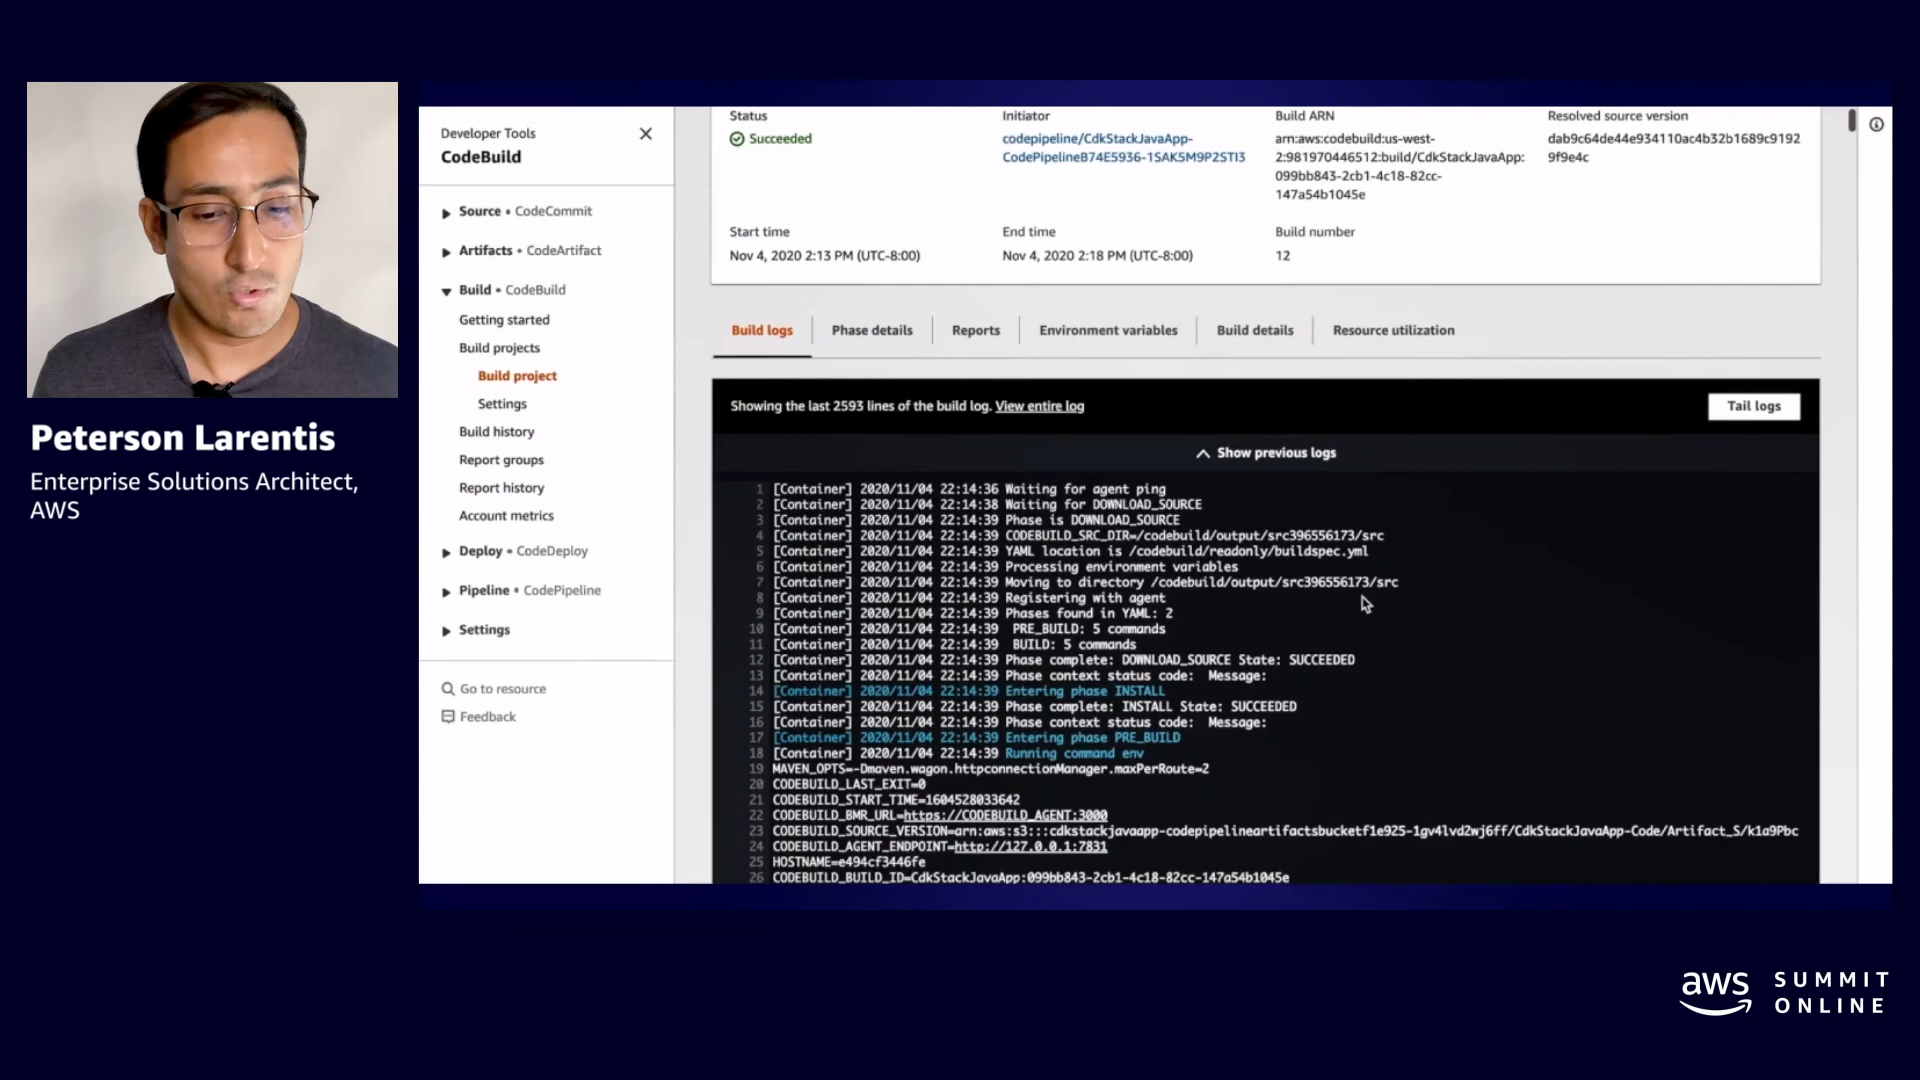 Peterson Larentis
Enterprise Solutions Architect,
AWS
Developer Tools
CodeBuild
Source • CodeCommit
Artifacts • CodeArtifact
Build • CodeBuild
Getting started
Build projects
Build project
Settings
Build history
Report groups
Report history
Account metrics
Deploy • CodeDeploy
Pipeline • CodePipeline
Settings
Go to resource
Feedback
Status
Succeeded
Initiator
codepipeline/CdkStackJavaApp-
CodePipelineB74E5936-1SAK5M9P2STI3
Build ARN
arn:aws:codebuild:us-west-
2:981970446512:build/CdkStackJavaApp:
099bb843-2cb1-4c18-82cc-
147a54b1045e
Resolved source version
dab9c64de44e934110ac4b32b1689c9192
9f9e4c
Start time
Nov 4, 2020 2:13 PM (UTC-8:00)
End time
Nov 4, 2020 2:18 PM (UTC-8:00)
Build number
12
Build logs
Phase details
Reports
Environment variables
Build details
Resource utilization
Showing the last 2593 lines of the build log. View entire log
Tail logs
Show previous logs
1 [Container] 2020/11/04 22:14:36 Waiting for agent ping
2 [Container] 2020/11/04 22:14:38 Waiting for DOWNLOAD_SOURCE
3 [Container] 2020/11/04 22:14:39 Phase is DOWNLOAD_SOURCE
4 [Container] 2020/11/04 22:14:39 CODEBUILD_SRC_DIR=/codebuild/output/src396556173/src
5 [Container] 2020/11/04 22:14:39 YAML location is /codebuild/readonly/buildspec.yml
6 [Container] 2020/11/04 22:14:39 Processing environment variables
7 [Container] 2020/11/04 22:14:39 Moving to directory /codebuild/output/src396556173/src
8 [Container] 2020/11/04 22:14:39 Registering with agent
9 [Container] 2020/11/04 22:14:39 Phases found in YAML: 2
10 [Container] 2020/11/04 22:14:39 PRE_BUILD: 5 commands
11 [Container] 2020/11/04 22:14:39 BUILD: 5 commands
12 [Container] 2020/11/04 22:14:39 Phase complete: DOWNLOAD_SOURCE State: SUCCEEDED
13 [Container] 2020/11/04 22:14:39 Phase context status code: Message:
14 [Container] 2020/11/04 22:14:39 Entering phase INSTALL
15 [Container] 2020/11/04 22:14:39 Phase complete: INSTALL State: SUCCEEDED
16 [Container] 2020/11/04 22:14:39 Phase context status code: Message:
17 [Container] 2020/11/04 22:14:39 Entering phase PRE_BUILD
18 [Container] 2020/11/04 22:14:39 Running command env
19 MAVEN_OPTS=-Dmaven.wagon.httpconnectionManager.maxPerRoute=2
20 CODEBUILD_LAST_EXIT=0
21 CODEBUILD_START_TIME=1604528033642
22 CODEBUILD_BMR_URL=https://CODEBUILD_AGENT:3000
23 CODEBUILD_SOURCE_VERSION=arn:aws:s3:::cdkstackjavaapp-codepipelineartifactsbucketf1e925-1gv4lvd2wj6ff/CdkStackJavaApp-Code/Artifact_S/k1a9Pbc
24 CODEBUILD_AGENT_ENDPOINT=http://127.0.0.1:7831
25 HOSTNAME=e494cf3446fe
26 CODEBUILD_BUILD_ID=CdkStackJavaApp:099bb843-2cb1-4c18-82cc-147a54b1045e
aws SUMMIT
ONLINE